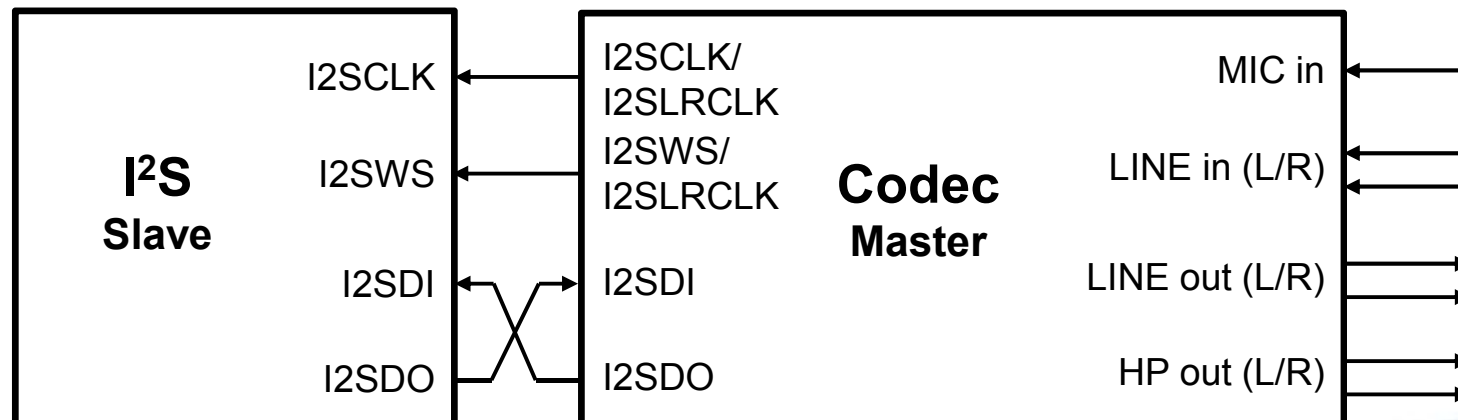 I²S
Slave
I2SCLK
I2SWS
I2SDI
I2SDO
I2SCLK/
I2SLRCLK
I2SWS/
I2SLRCLK
I2SDI
I2SDO
Codec
Master
MIC in
LINE in (L/R)
LINE out (L/R)
HP out (L/R)